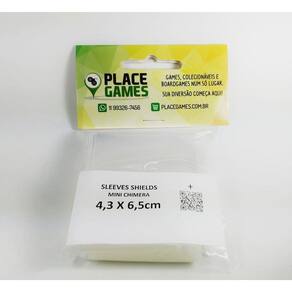 PLACE
GAMES
11 99326-7456
GAMES, COLECIONÁVEIS E
BOARDGAMES NUM SÓ LUGAR.
SUA DIVERSÃO COMEÇA AQUI!
PLACEGAMES.COM.BR
SLEEVES SHIELDS
MINI CHIMERA
4,3 X 6,5cm
+